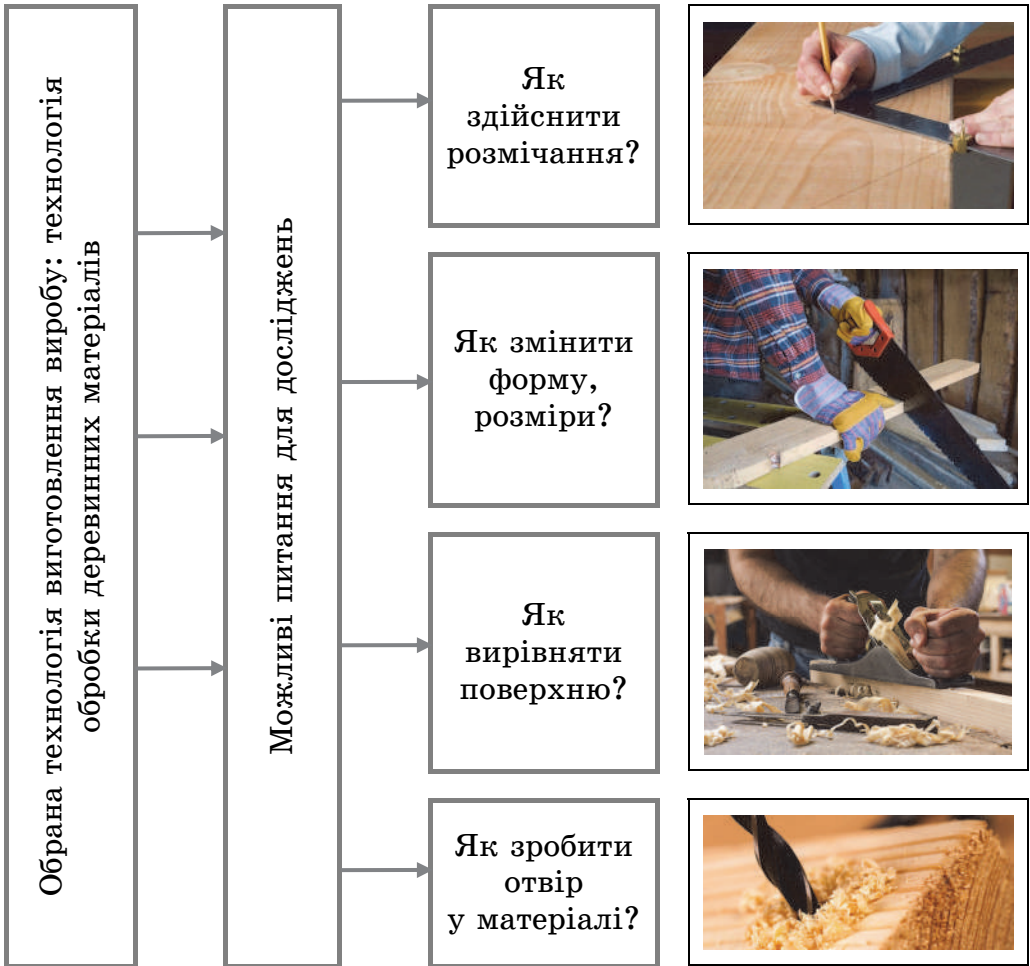 Обрана технологія виготовлення виробу: технологія
обробки деревинних матеріалів
Можливі питання для досліджень
Як
здійснити
розмічання?
Як змінити
форму,
розміри?
Як
вирівняти
поверхню?
Як зробити
отвір
у матеріалі?